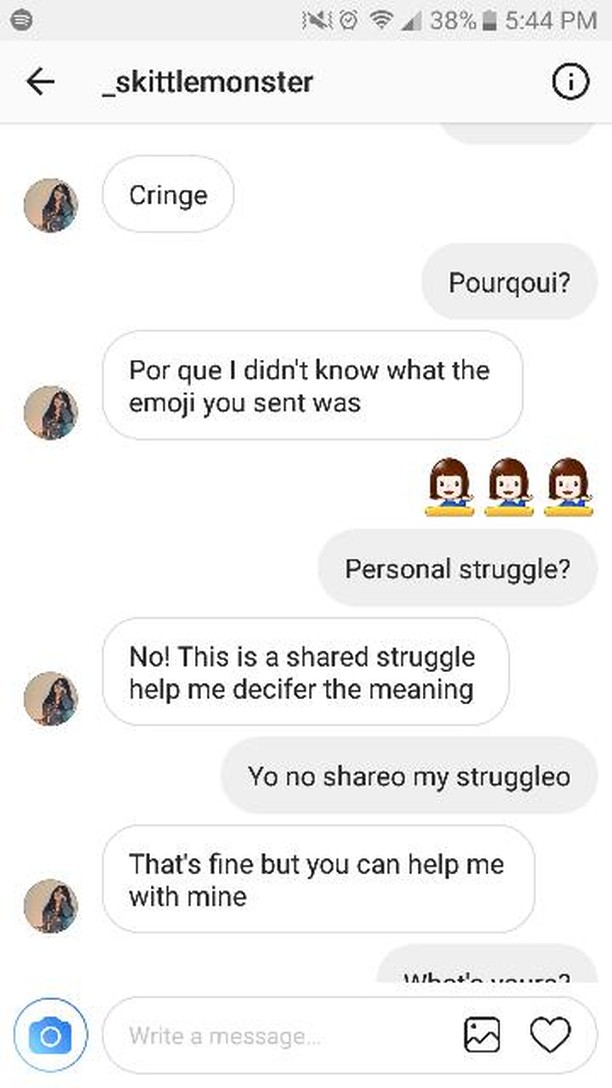 38% 5:44 PM
_skittlemonster
Cringe
Pourqoui?
Por que I didn't know what the
emoji you sent was
Personal struggle?
No! This is a shared struggle
help me decifer the meaning
Yo no shareo my struggleo
That's fine but you can help me
with mine
What's yours?
Write a message...